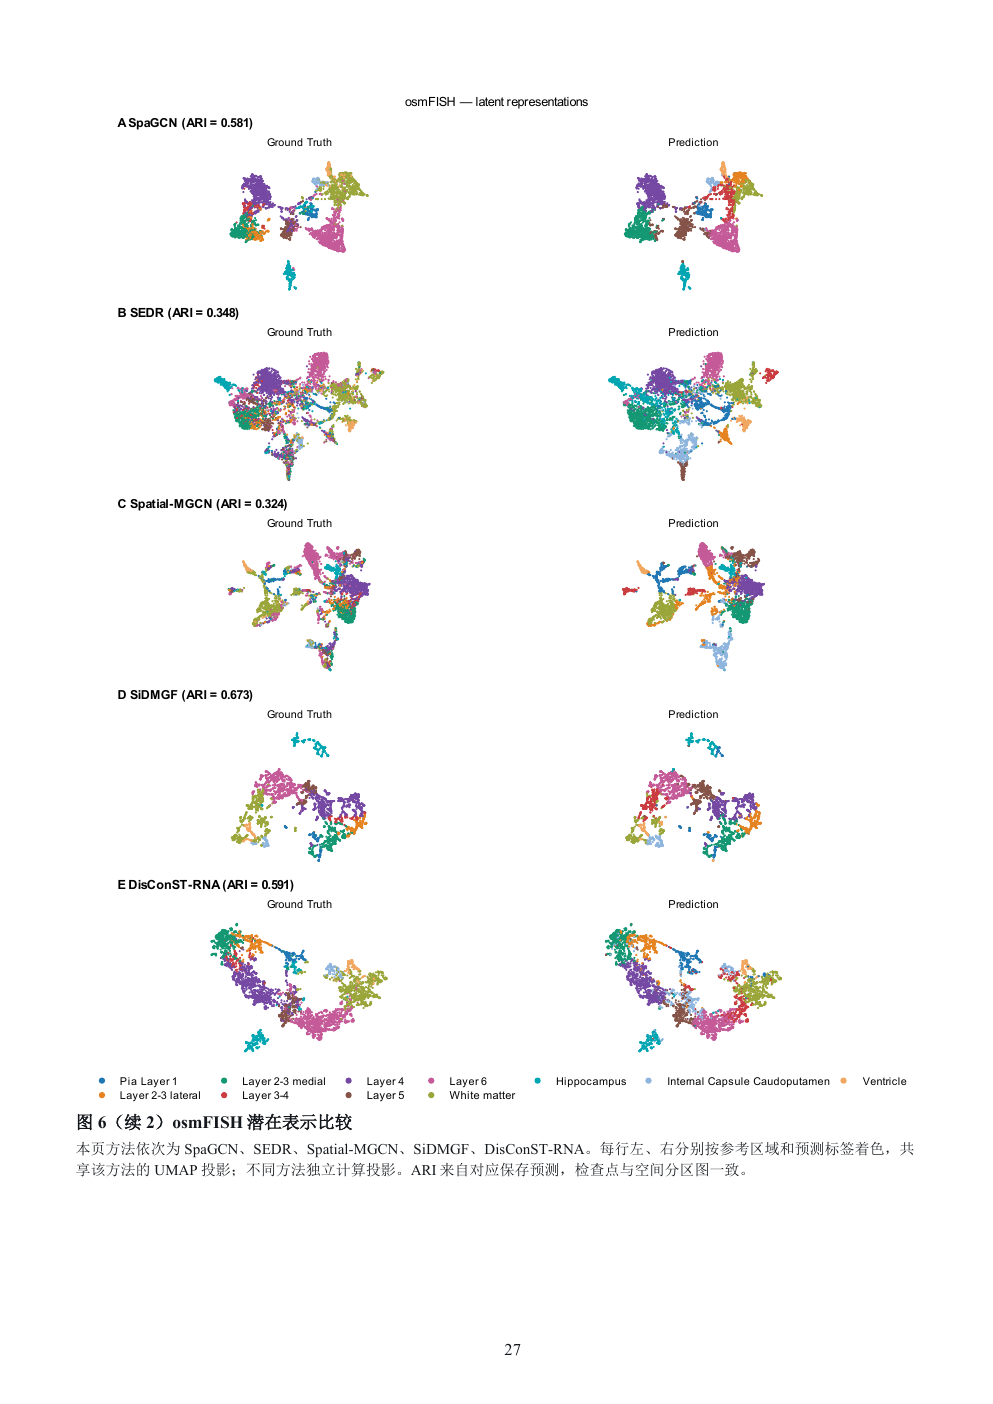 osmFISH — latent representations
A SpaGCN (ARI = 0.581)
Ground Truth
Prediction
B SEDR (ARI = 0.348)
Ground Truth
Prediction
C Spatial-MGCN (ARI = 0.324)
Ground Truth
Prediction
D SiDMGF (ARI = 0.673)
Ground Truth
Prediction
E DisConST-RNA (ARI = 0.591)
Ground Truth
Prediction
Pia Layer 1 Layer 2-3 medial Layer 4 Layer 6 Hippocampus Internal Capsule Caudoputamen Ventricle
Layer 2-3 lateral Layer 3-4 Layer 5 White matter
图 6（续 2）osmFISH 潜在表示比较
本页方法依次为 SpaGCN、SEDR、Spatial-MGCN、SiDMGF、DisConST-RNA。每行左、右分别按参考区域和预测标签着色，共
享该方法的 UMAP 投影；不同方法独立计算投影。ARI 来自对应保存预测，检查点与空间分区图一致。
27